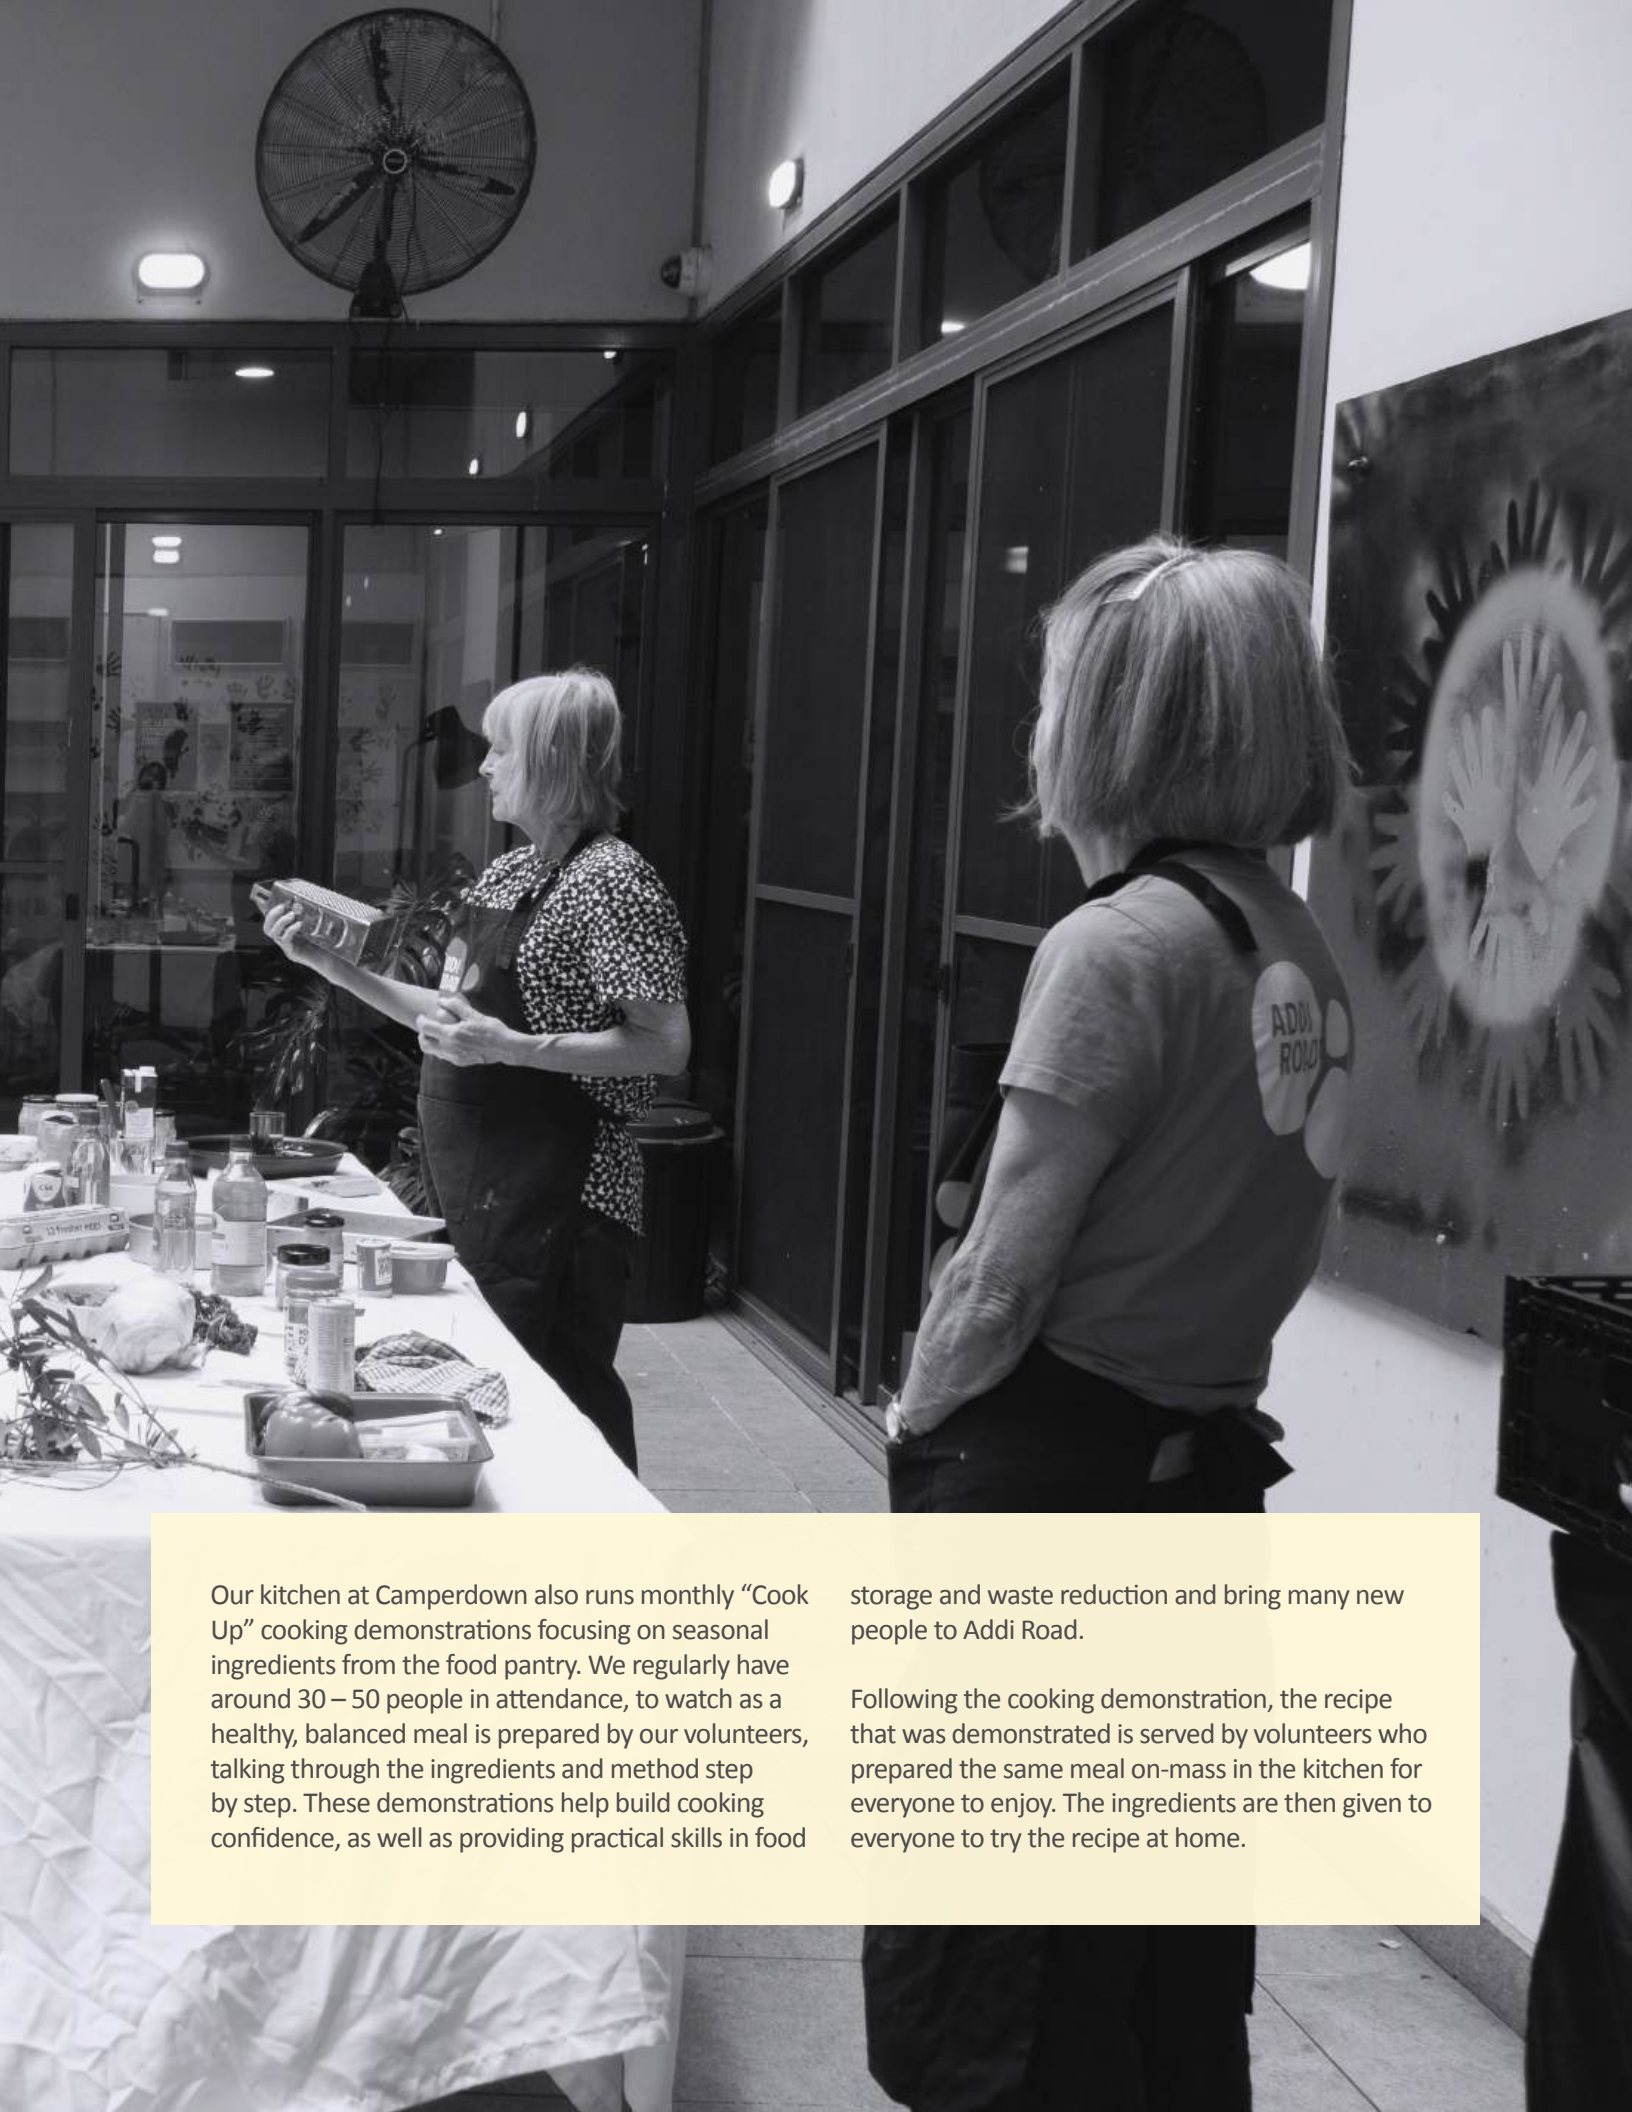 ADDI
ROAD
Our kitchen at Camperdown also runs monthly “Cook
Up” cooking demonstrations focusing on seasonal
ingredients from the food pantry. We regularly have
around 30 – 50 people in attendance, to watch as a
healthy, balanced meal is prepared by our volunteers,
talking through the ingredients and method step
by step. These demonstrations help build cooking
confidence, as well as providing practical skills in food
storage and waste reduction and bring many new
people to Addi Road.
Following the cooking demonstration, the recipe
that was demonstrated is served by volunteers who
prepared the same meal on-mass in the kitchen for
everyone to enjoy. The ingredients are then given to
everyone to try the recipe at home.